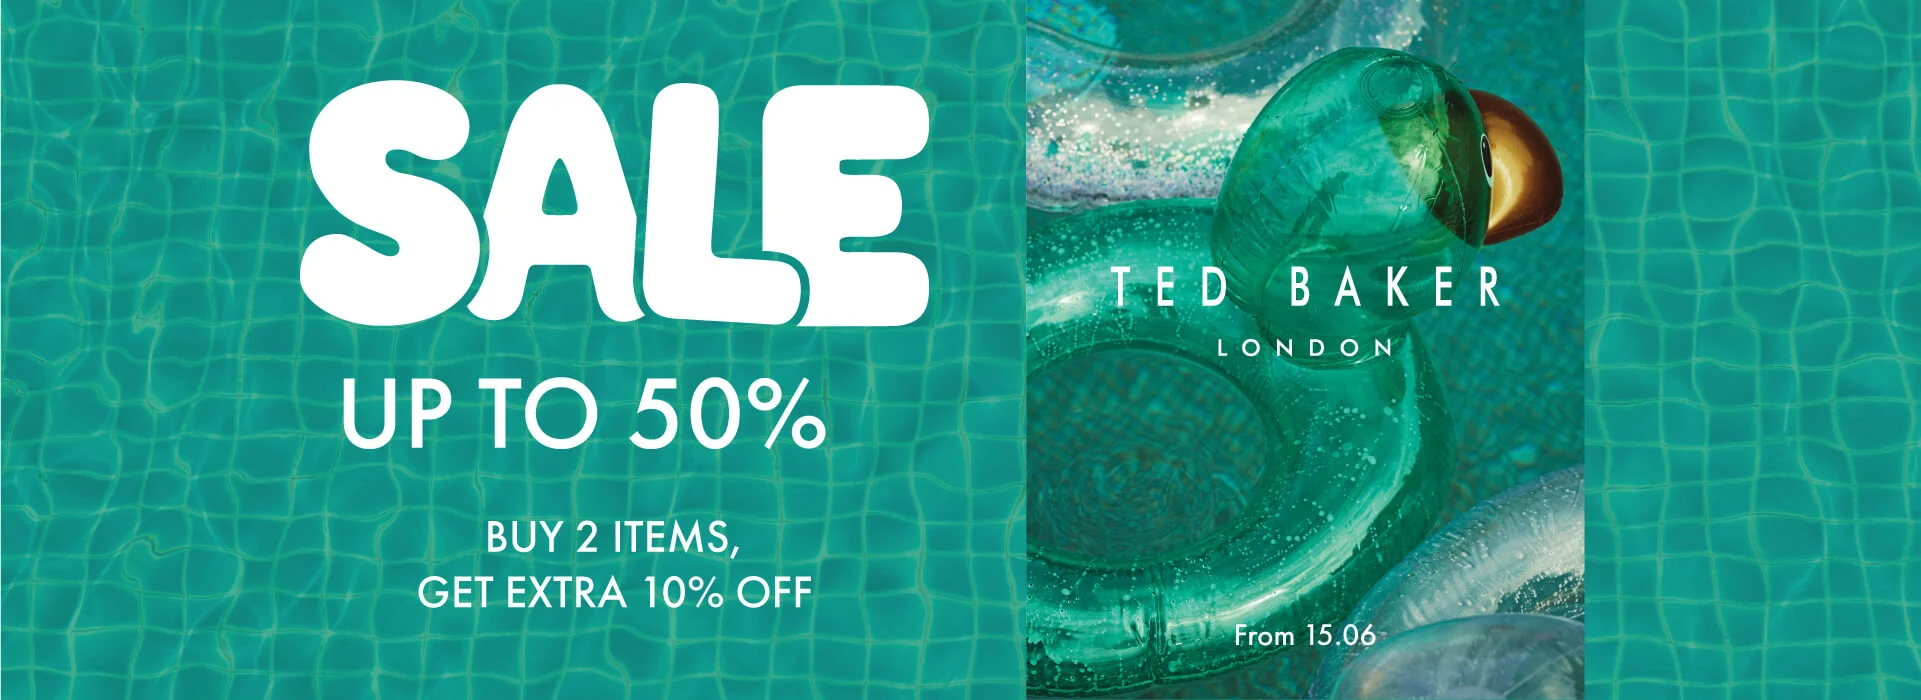 SALE
UP TO 50%
BUY 2 ITEMS,
GET EXTRA 10% OFF
TED BAKER
LONDON
From 15.06